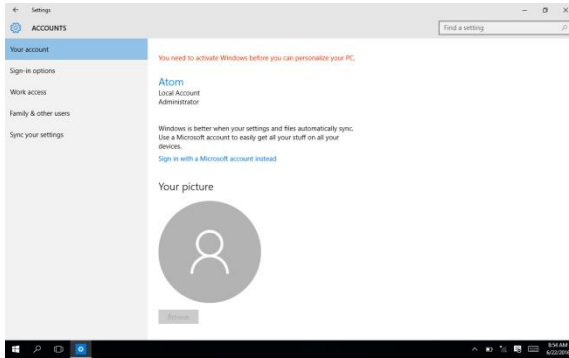 Settings
ACCOUNTS
Find a setting
Your account
Sign-in options
Work access
Family & other users
Sync your settings
You need to activate Windows before you can personalize your PC.
Atom
Local Account
Administrator
Windows is better when your settings and files automatically sync.
Use a Microsoft account to easily get all your stuff on all your
devices.
Sign in with a Microsoft account instead
Your picture
Browse
8:54 AM